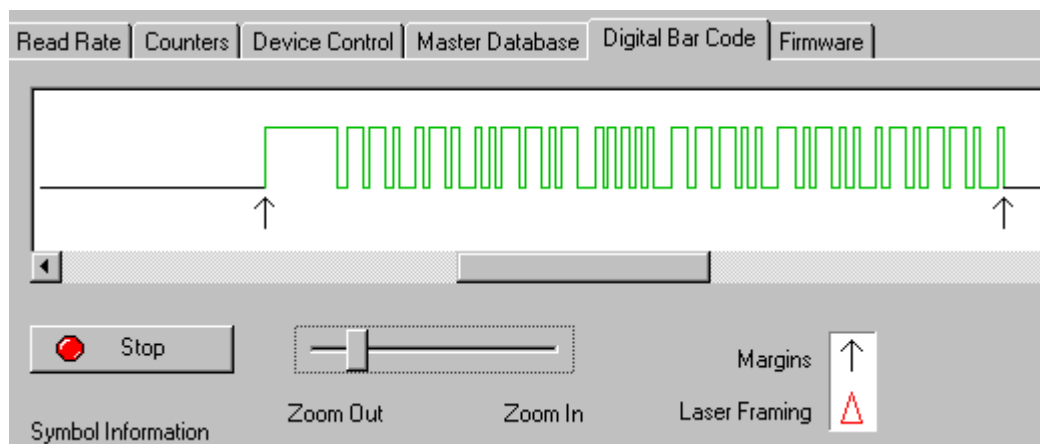 Read Rate Counters Device Control Master Database Digital Bar Code Firmware
Stop
Margins
Zoom Out Zoom In Laser Framing
Symbol Information